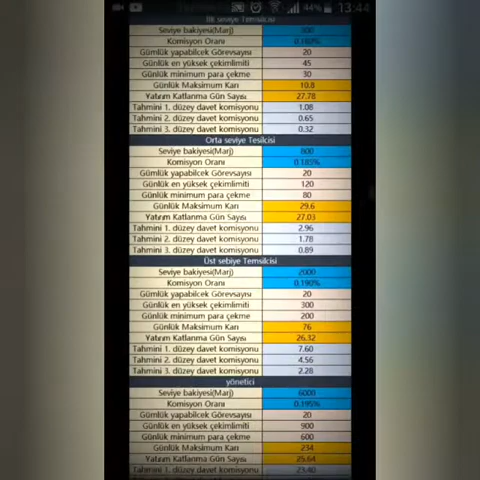 13:44
44%
İlk seviye Temsilcisi
Seviye bakiyesi(Marj) 300
Komisyon Oranı 0.180%
Gümlük yapabilcek Görevsayısı 20
Günlük en yüksek çekimlimiti 45
Günlük minimum para çekme 30
Günlük Maksimum Karı 10.8
Yatırım Katlanma Gün Sayısı 27.78
Tahmini 1. düzey davet komisyonu 1.08
Tahmini 2. düzey davet komisyonu 0.65
Tahmini 3. düzey davet komisyonu 0.32
Orta seviye Tesilcisi
Seviye bakiyesi(Marj) 800
Komisyon Oranı 0.185%
Gümlük yapabilcek Görevsayısı 20
Günlük en yüksek çekimlimiti 120
Günlük minimum para çekme 80
Günlük Maksimum Karı 29.6
Yatırım Katlanma Gün Sayısı 27.03
Tahmini 1. düzey davet komisyonu 2.96
Tahmini 2. düzey davet komisyonu 1.78
Tahmini 3. düzey davet komisyonu 0.89
Üst sebiye Temsilcisi
Seviye bakiyesi(Marj) 2000
Komisyon Oranı 0.190%
Gümlük yapabilcek Görevsayısı 20
Günlük en yüksek çekimlimiti 300
Günlük minimum para çekme 200
Günlük Maksimum Karı 76
Yatırım Katlanma Gün Sayısı 26.32
Tahmini 1. düzey davet komisyonu 7.60
Tahmini 2. düzey davet komisyonu 4.56
Tahmini 3. düzey davet komisyonu 2.28
yönetici
Seviye bakiyesi(Marj) 6000
Komisyon Oranı 0.195%
Gümlük yapabilcek Görevsayısı 20
Günlük en yüksek çekimlimiti 900
Günlük minimum para çekme 600
Günlük Maksimum Karı 234
Yatırım Katlanma Gün Sayısı 25.64
Tahmini 1. düzey davet komisyonu 23.40